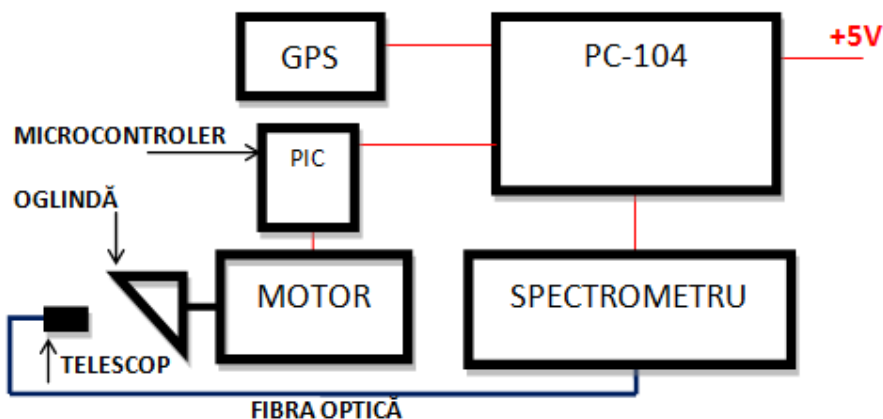 GPS
PC-104
+5V
MICROCONTROLER
PIC
OGLINDĂ
MOTOR
SPECTROMETRU
TELESCOP
FIBRA OPTICĂ